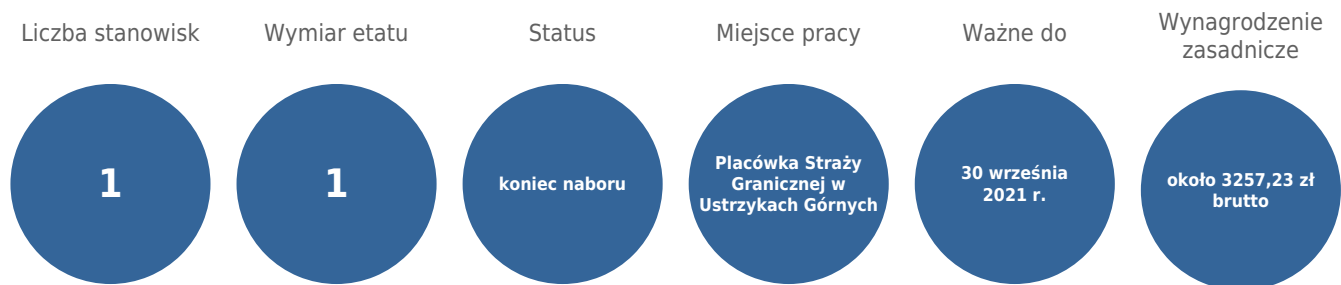 Liczba stanowisk
Wymiar etatu
Status
Miejsce pracy
Ważne do
Wynagrodzenie
zasadnicze
1
1
koniec naboru
Placówka Straży
Granicznej w
Ustrzykach Górnych
30 września
2021 r.
około 3257,23 zł
brutto